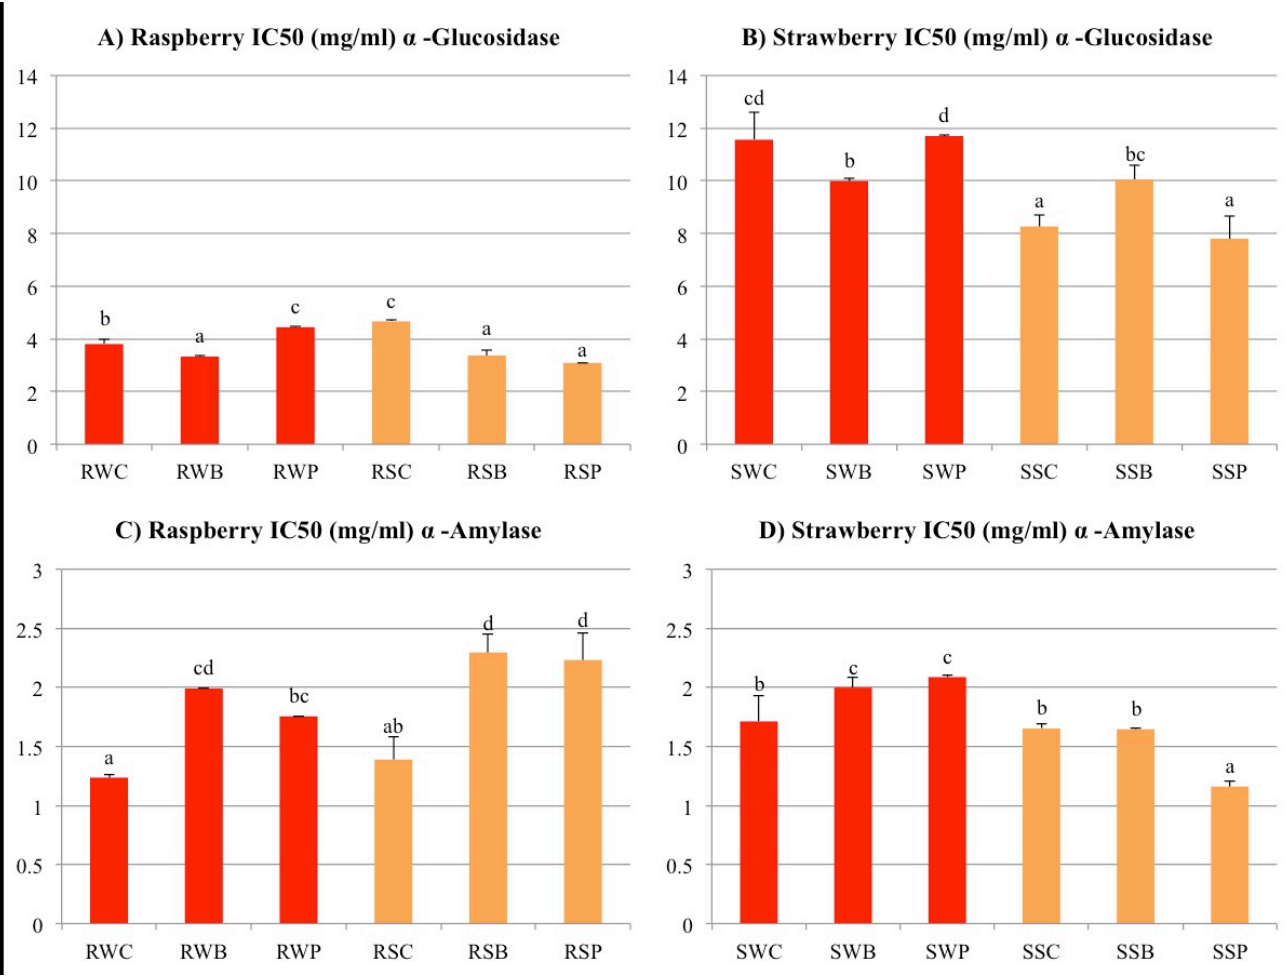 A) Raspberry IC50 (mg/ml) α -Glucosidase
14
12
10
8
6
4
2
0
b
a
c
c
a
a
RWC RWB RWP RSC RSB RSP
B) Strawberry IC50 (mg/ml) α -Glucosidase
14
12
10
8
6
4
2
0
cd
b
d
a
bc
a
SWC SWB SWP SSC SSB SSP
C) Raspberry IC50 (mg/ml) α -Amylase
3
2.5
2
1.5
1
0.5
0
a
cd
bc
ab
d
d
RWC RWB RWP RSC RSB RSP
D) Strawberry IC50 (mg/ml) α -Amylase
3
2.5
2
1.5
1
0.5
0
b
c
c
b
b
a
SWC SWB SWP SSC SSB SSP